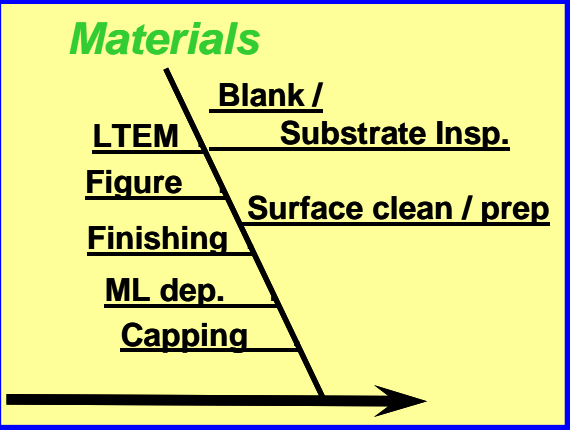 Materials
Blank /
LTEM
Substrate Insp.
Figure
Surface clean / prep
Finishing
ML dep.
Capping